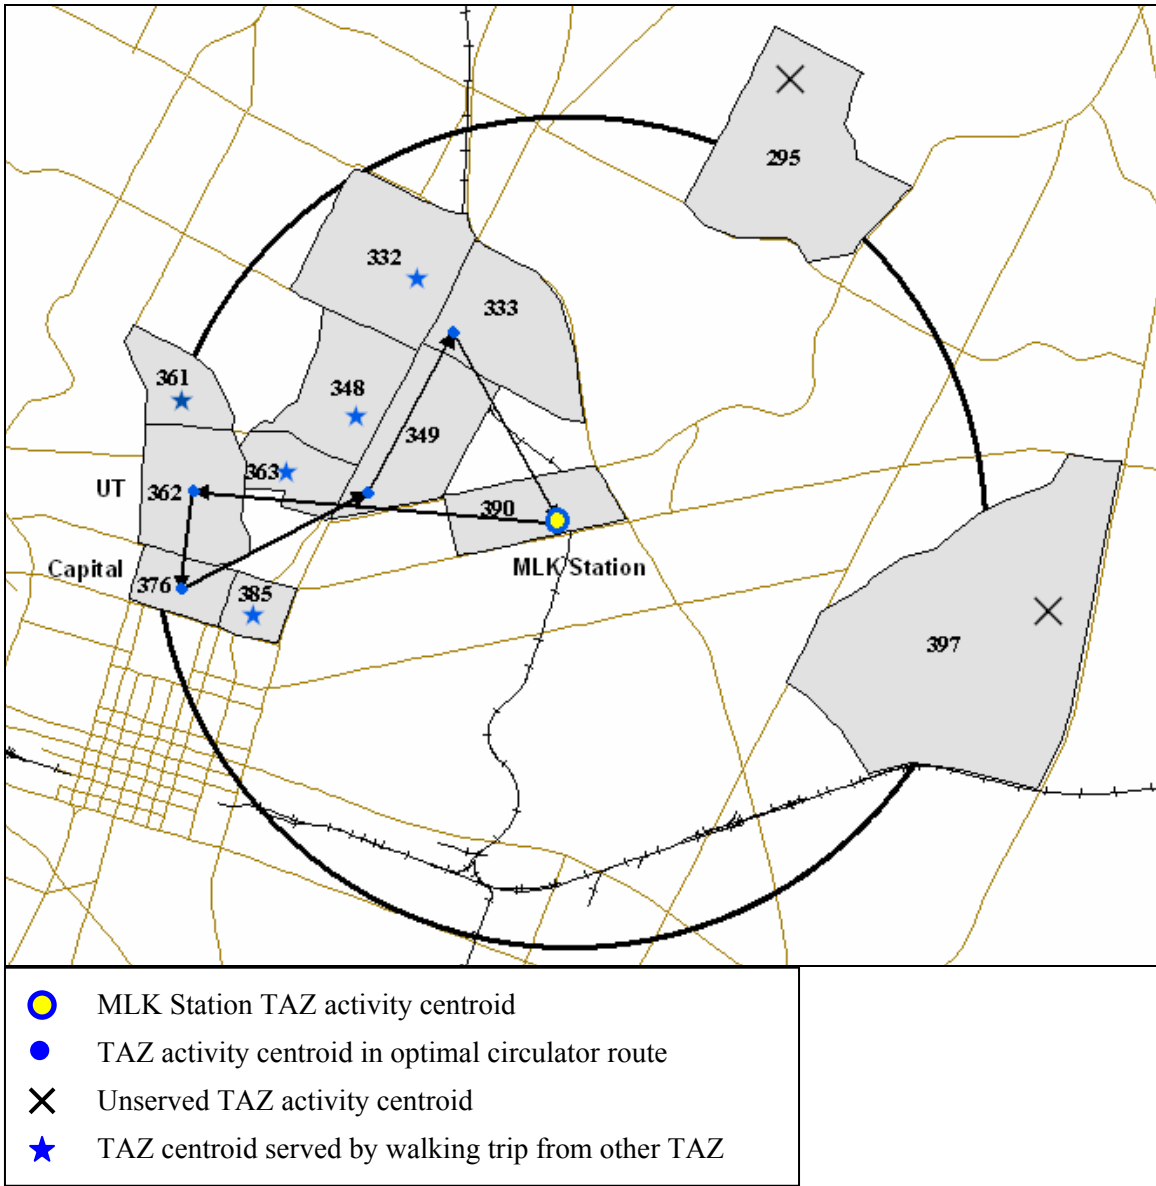 295
332
333
361
348
349
363
UT
362
390
Capital
376
385
MLK Station
397
MLK Station TAZ activity centroid
TAZ activity centroid in optimal circulator route
Unserved TAZ activity centroid
TAZ centroid served by walking trip from other TAZ